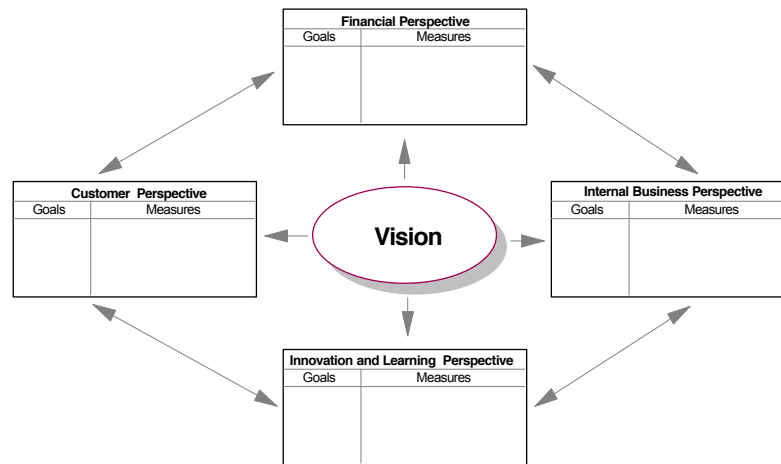 Financial Perspective
Goals Measures
Customer Perspective
Goals Measures
Vision
Internal Business Perspective
Goals Measures
Innovation and Learning Perspective
Goals Measures